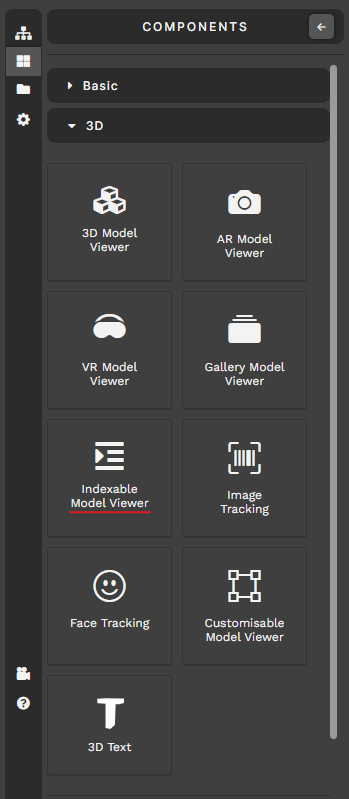 COMPONENTS
Basic
3D
3D Model
Viewer
AR Model
Viewer
VR Model
Viewer
Gallery Model
Viewer
Indexable
Model Viewer
Image
Tracking
Face Tracking
Customisable
Model Viewer
3D Text